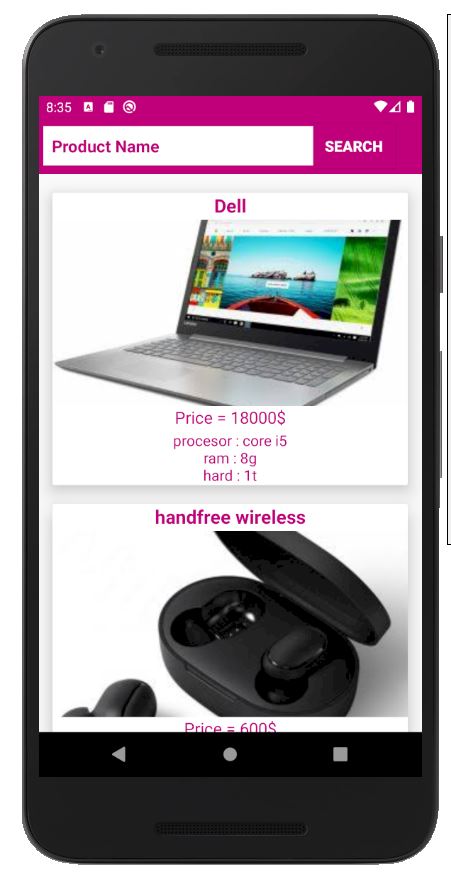 8:35
Product Name
SEARCH
Dell
Lenovo
Price = 18000$
procesor : core i5
ram : 8g
hard : 1t
handfree wireless
Price = 600$